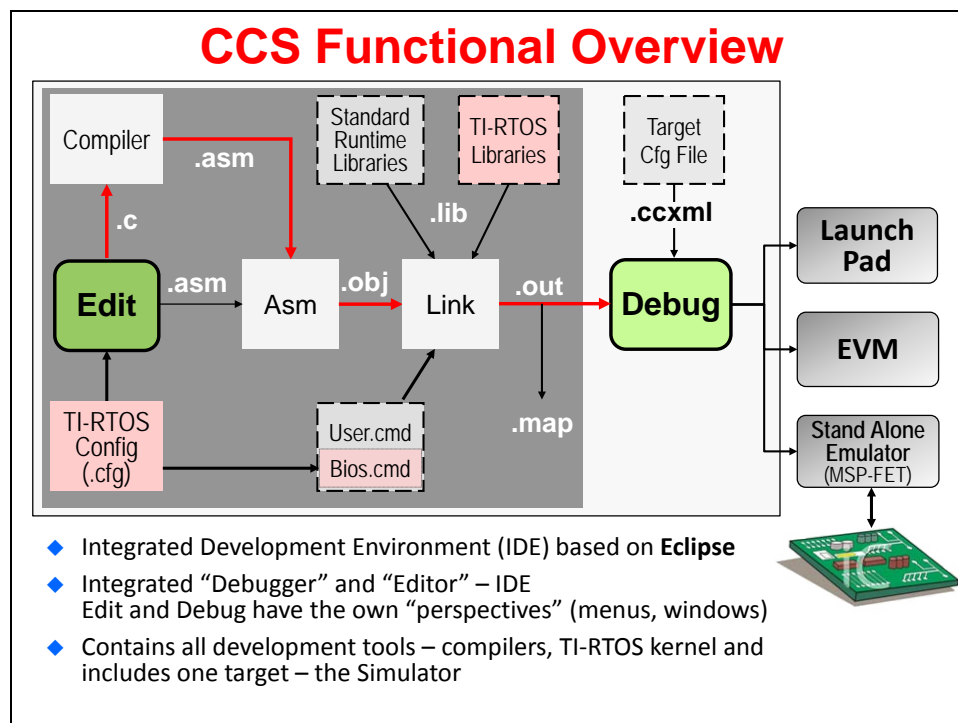 CCS Functional Overview
Compiler
.asm
Standard
Runtime
Libraries
TI-RTOS
Libraries
Target
Cfg File
.c
.lib
.ccxml
Launch
Pad
Edit
.asm
Asm
.obj
Link
.out
Debug
EVM
TI-RTOS
Config
(.cfg)
User.cmd
Bios.cmd
.map
Stand Alone
Emulator
(MSP-FET)
◆ Integrated Development Environment (IDE) based on Eclipse
◆ Integrated “Debugger” and “Editor” – IDE
Edit and Debug have the own “perspectives” (menus, windows)
◆ Contains all development tools – compilers, TI-RTOS kernel and
includes one target – the Simulator